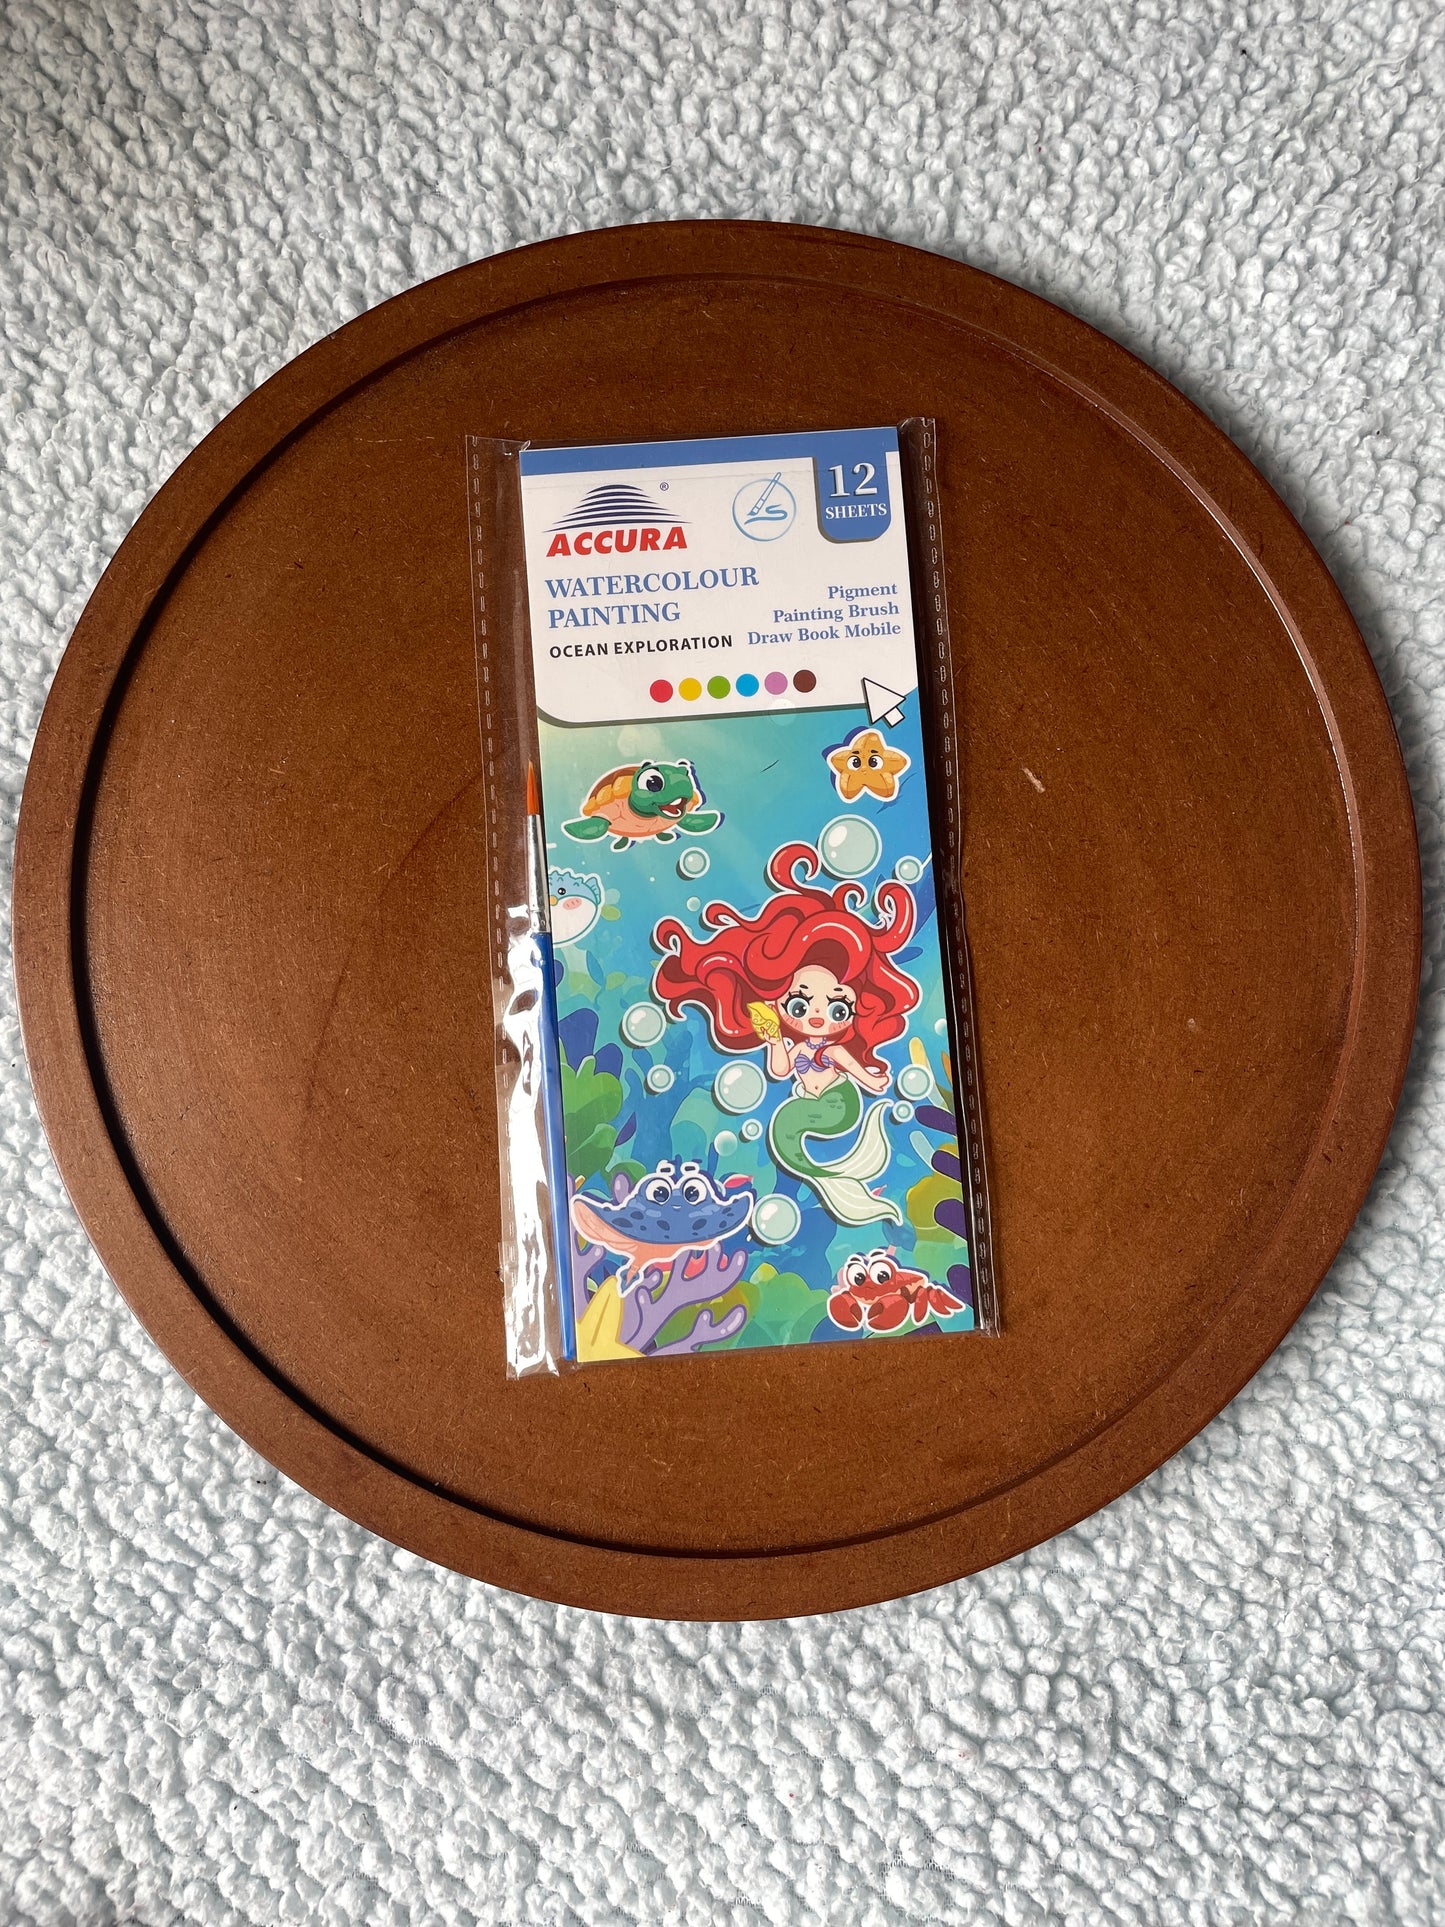 ACCURA
®
12
SHEETS
WATERCOLOUR
PAINTING
OCEAN EXPLORATION
Pigment
Painting Brush
Draw Book Mobile